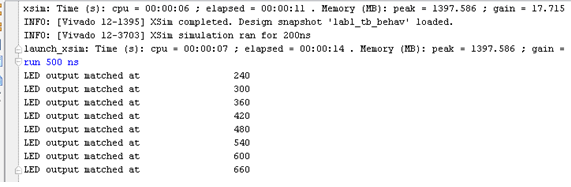 xsim: Time (s): cpu = 00:00:06 ; elapsed = 00:00:11 . Memory (MB): peak = 1397.586 ; gain = 17.715
INFO: [Vivado 12-1395] XSim completed. Design snapshot 'lab1_tb_behav' loaded.
INFO: [Vivado 12-3703] XSim simulation ran for 200ns
launch_xsim: Time (s): cpu = 00:00:07 ; elapsed = 00:00:14 . Memory (MB): peak = 1397.586 ; gain =
run 500 ns
LED output matched at 240
LED output matched at 300
LED output matched at 360
LED output matched at 420
LED output matched at 480
LED output matched at 540
LED output matched at 600
LED output matched at 660